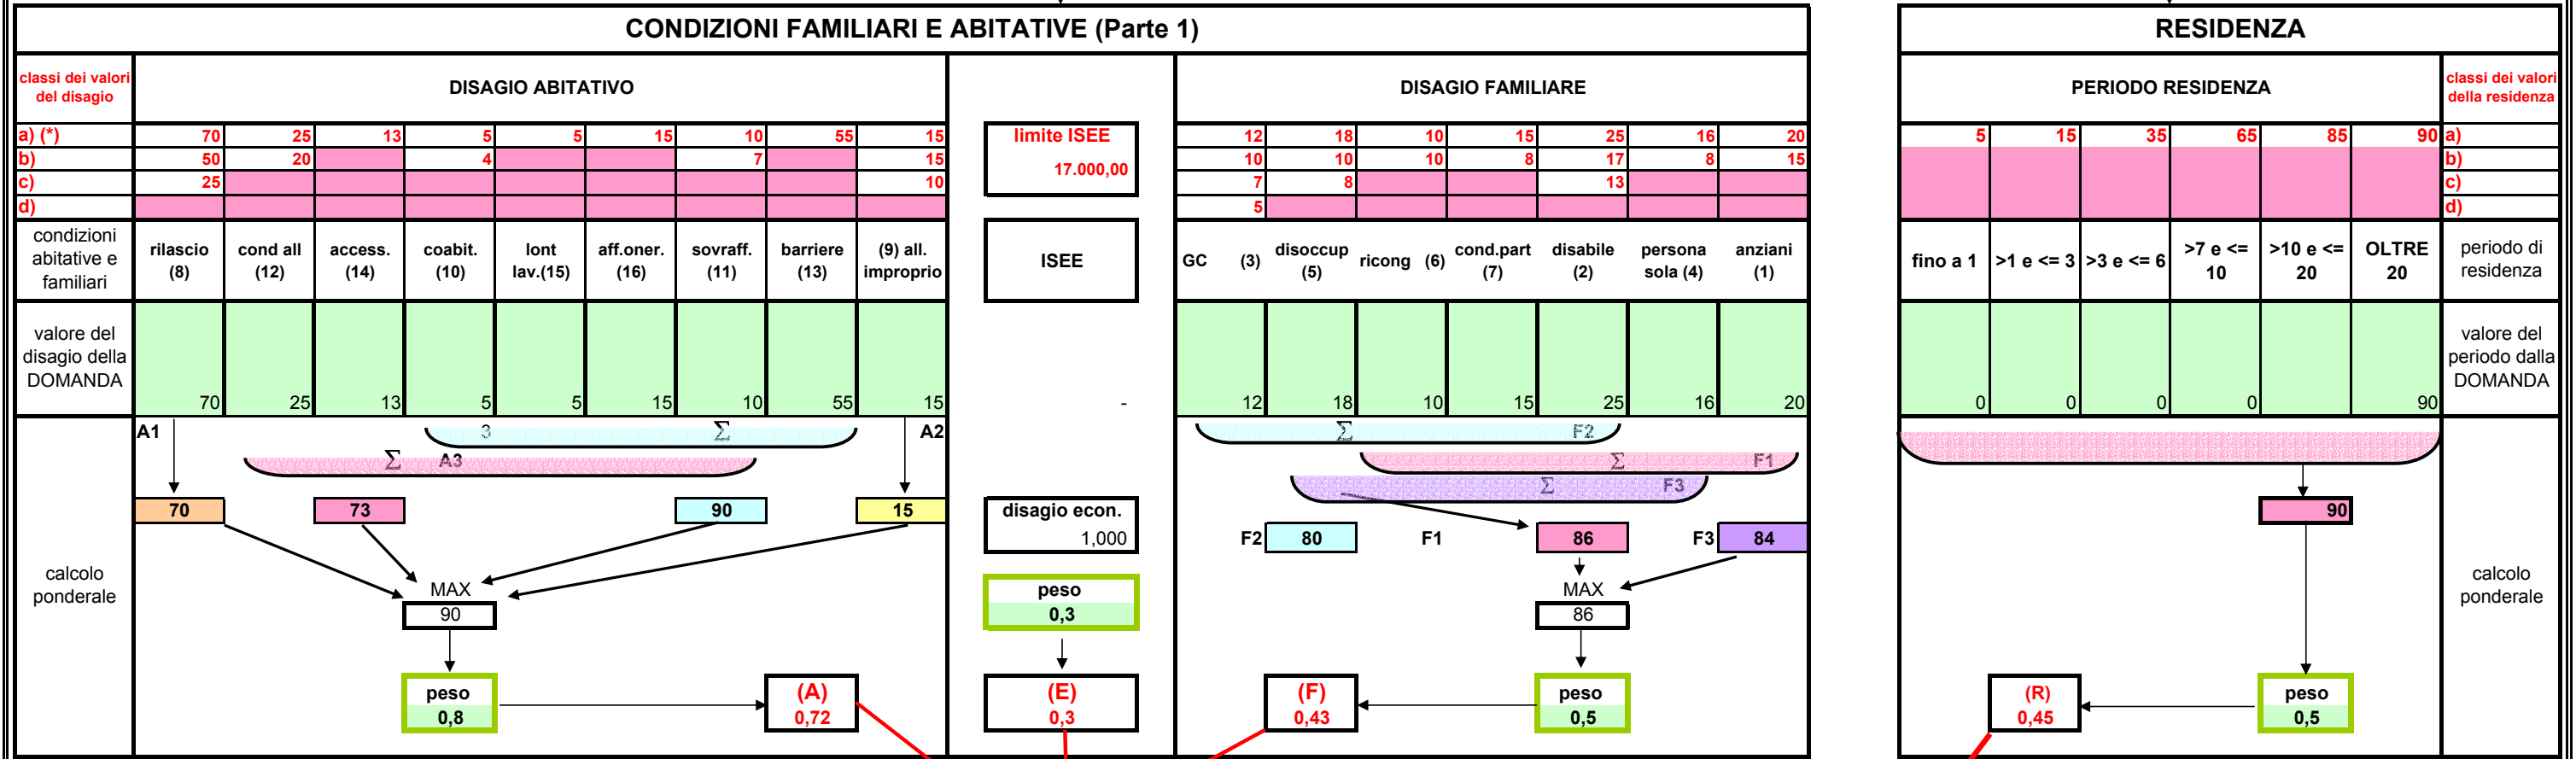 CONDIZIONI FAMILIARI E ABITATIVE (Parte 1)
RESIDENZA
classi dei valori
del disagio
DISAGIO ABITATIVO
DISAGIO FAMILIARE
PERIODO RESIDENZA
classi dei valori
della residenza
a) (*) 70 25 13 5 5 15 10 55 15
b) 50 20 4 7 15
c) 25 10
d)
limite ISEE
17.000,00
12 18 10 15 25 16 20
10 10 10 8 17 8 15
7 8 13
5
5 15 35 65 85 90 a)
b)
c)
d)
condizioni
abitative e
familiari
rilascio
(8)
cond all
(12)
access.
(14)
coabit.
(10)
lont
lav.(15)
aff.oner.
(16)
sovraff.
(11)
barriere
(13)
(9) all.
improprio
ISEE
GC (3)
disoccup
(5)
ricong (6)
cond.part
(7)
disabile
(2)
persona
sola (4)
anziani
(1)
fino a 1
>1 e <= 3
>3 e <= 6
>7 e <=
10
>10 e <=
20
OLTRE
20
periodo di
residenza
valore del
disagio della
DOMANDA
70 25 13 5 5 15 10 55 15
-
12 18 10 15 25 16 20
0 0 0 0 90
valore del
periodo dalla
DOMANDA
A1
3 Σ
A2
Σ A3
Σ F2
Σ F1
Σ F3
70 73 90 15
disagio econ.
1,000
F2 80 F1 86 F3 84
90
calcolo
ponderale
MAX
90
peso
0,3
MAX
86
calcolo
ponderale
peso
0,8
(A)
0,72
(E)
0,3
(F)
0,43
peso
0,5
(R)
0,45
peso
0,5